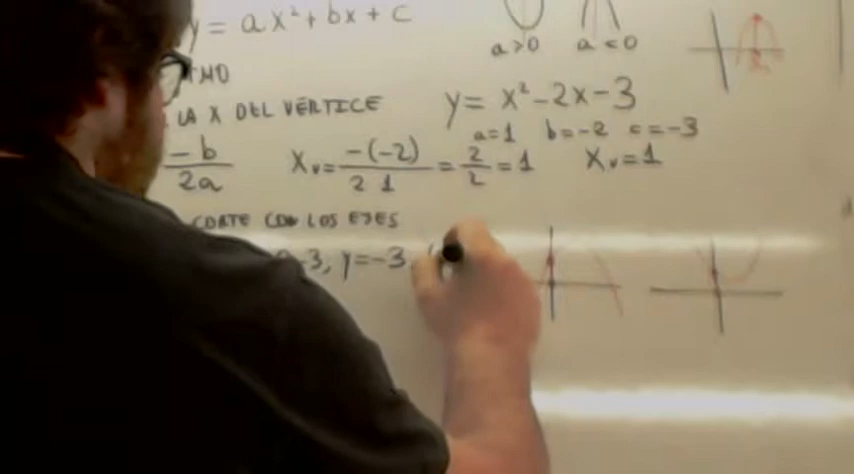 y = ax² + bx + c
a>0 a<0
LA X DEL VÉRTICE
y = x² - 2x - 3
a=1 b=-2 c=-3
-b/2a Xᵥ = -(-2)/2 1 = 2/2 = 1 Xᵥ = 1
CORTE CON LOS EJES
-3, y=-3